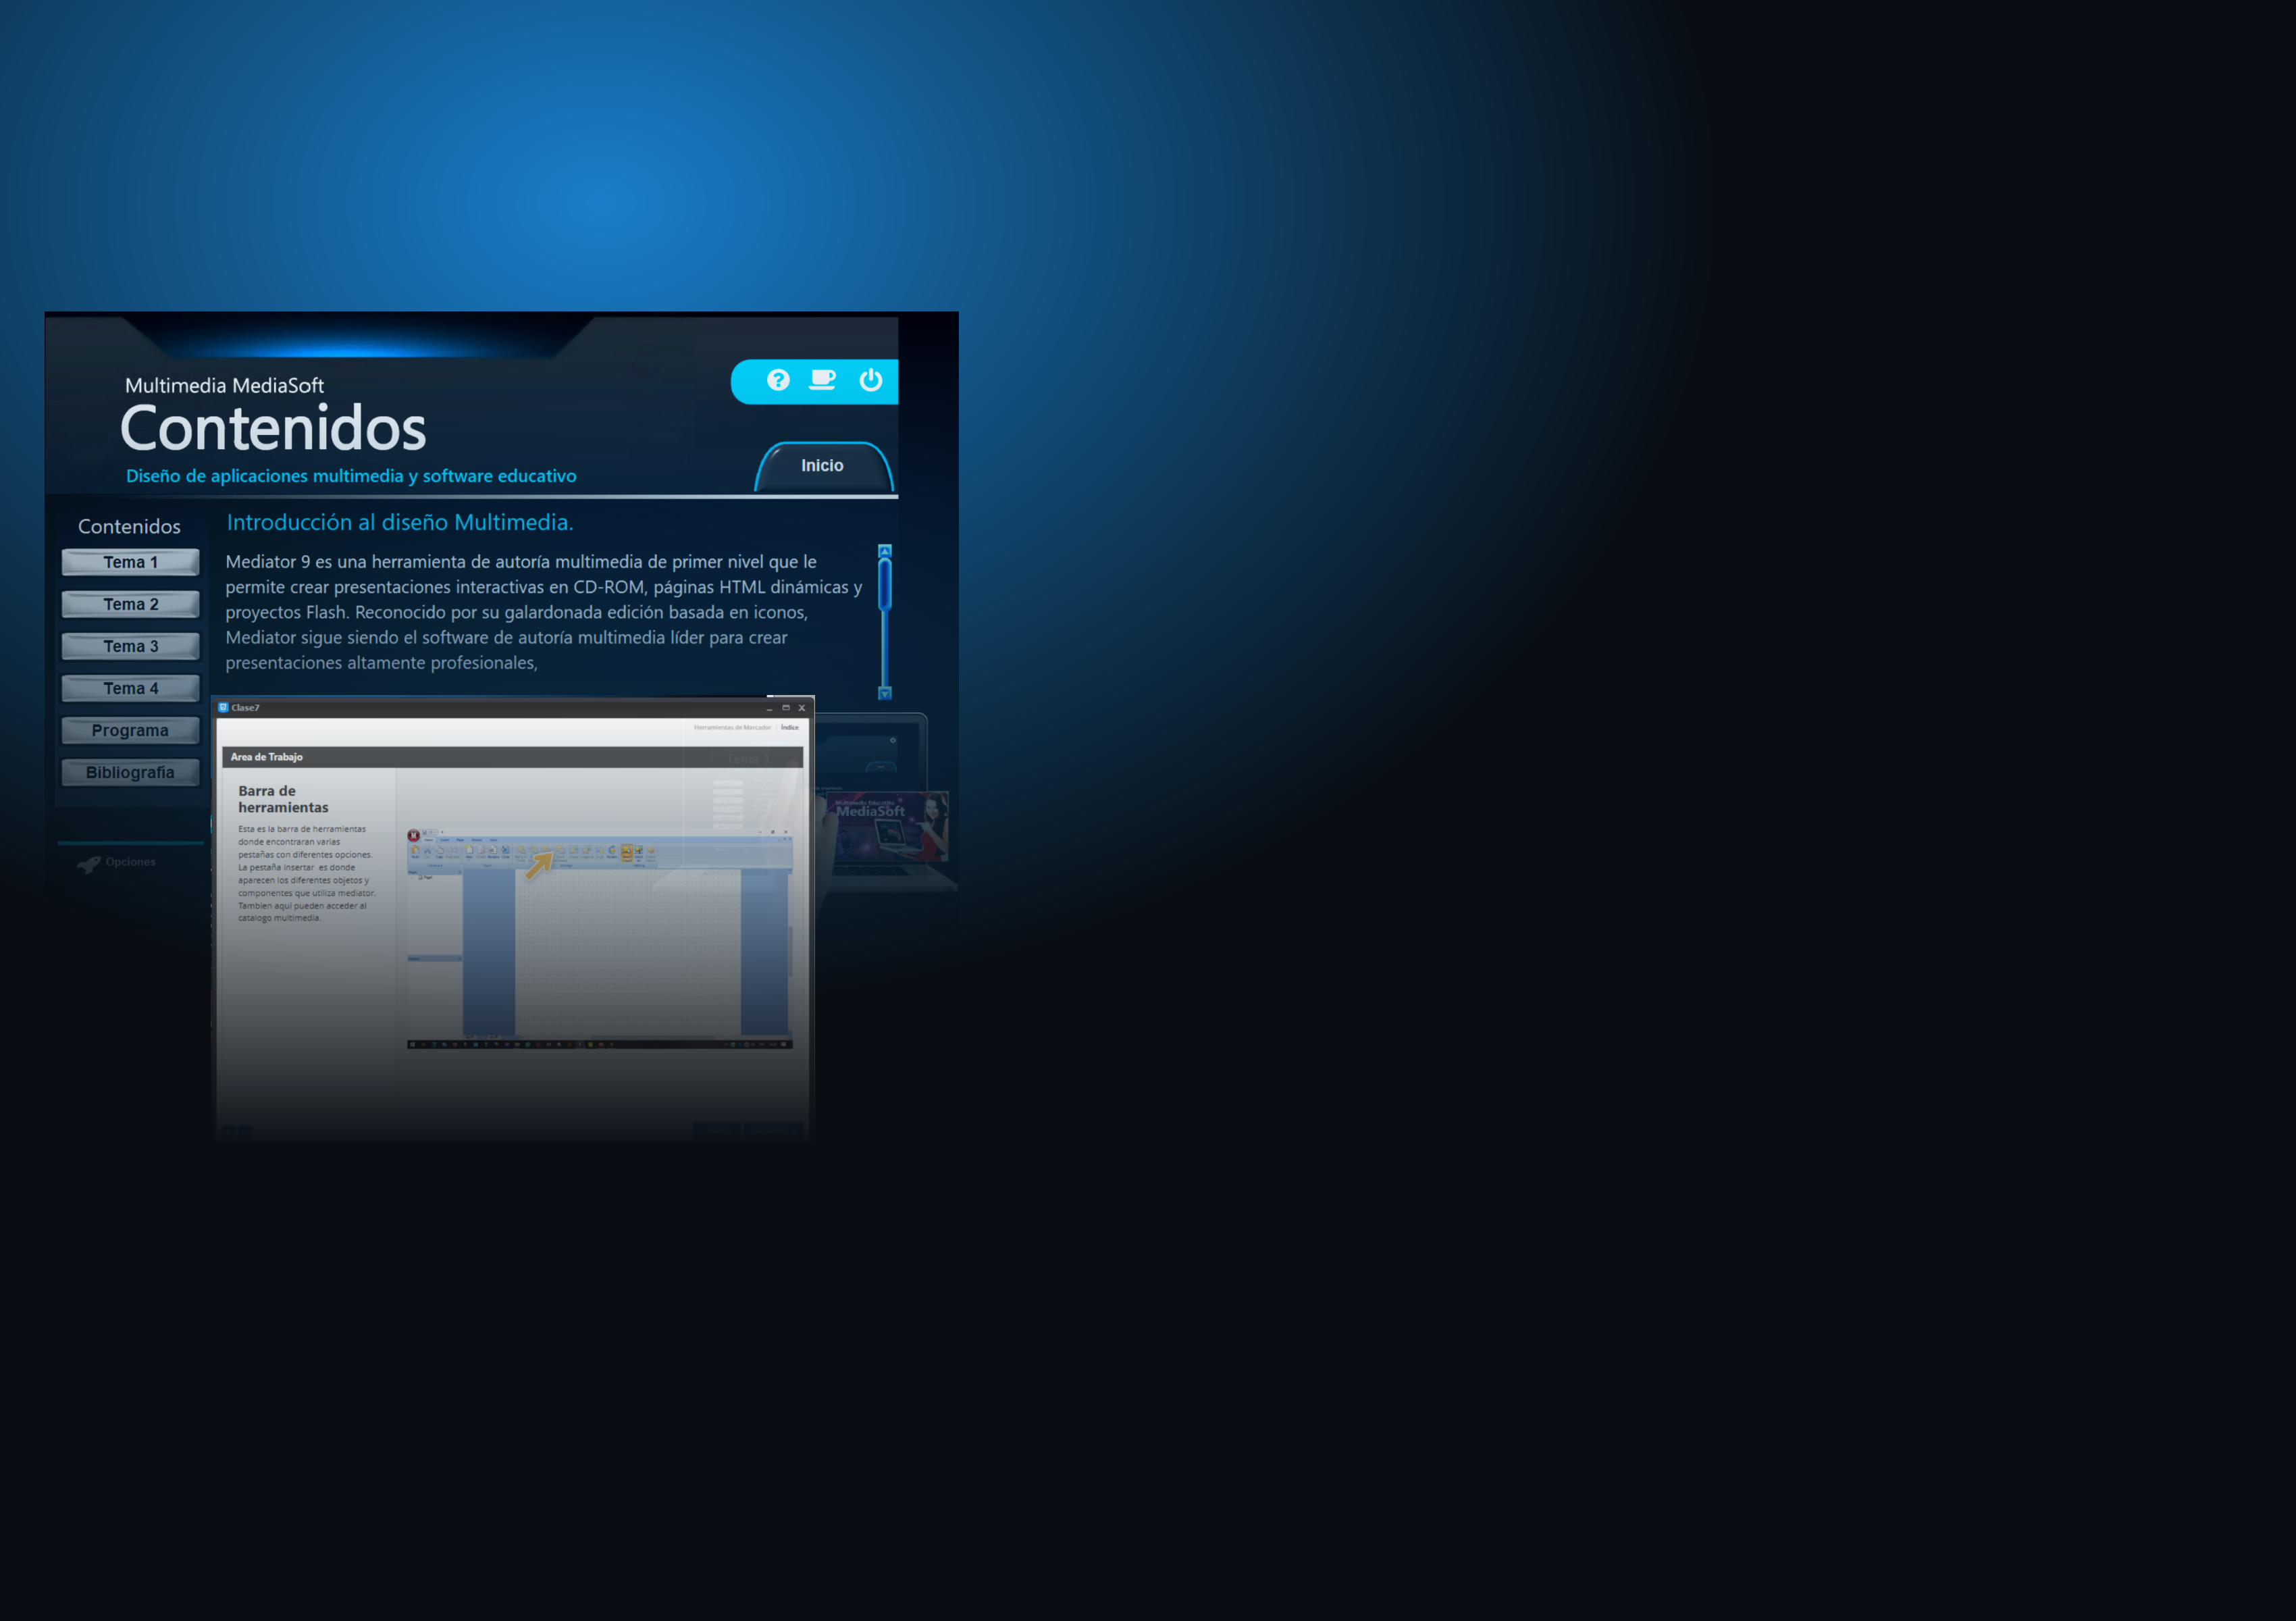 Multimedia MediaSoft
Contenidos
Diseño de aplicaciones multimedia y software educativo
Inicio
Contenidos
Tema 1
Tema 2
Tema 3
Tema 4
Programa
Bibliografia
Opciones
Introducción al diseño Multimedia.
Mediator 9 es una herramienta de autoría multimedia de primer nivel que le
permite crear presentaciones interactivas en CD-ROM, páginas HTML dinámicas y
proyectos Flash. Reconocido por su galardonada edición basada en iconos,
Mediator sigue siendo el software de autoría multimedia líder para crear
presentaciones altamente profesionales,
Clase7
Herramientas de Marcador | Índice
Area de Trabajo
Tema 1
Barra de
herramientas
Esta es la barra de herramientas
donde encontraran varias
pestañas con diferentes opciones.
La pestaña insertar es donde
aparecen los diferentes objetos y
componentes que utiliza mediator.
Tambien aqui pueden acceder al
catalogo multimedia.
Multimedia Educativa
MediaSoft